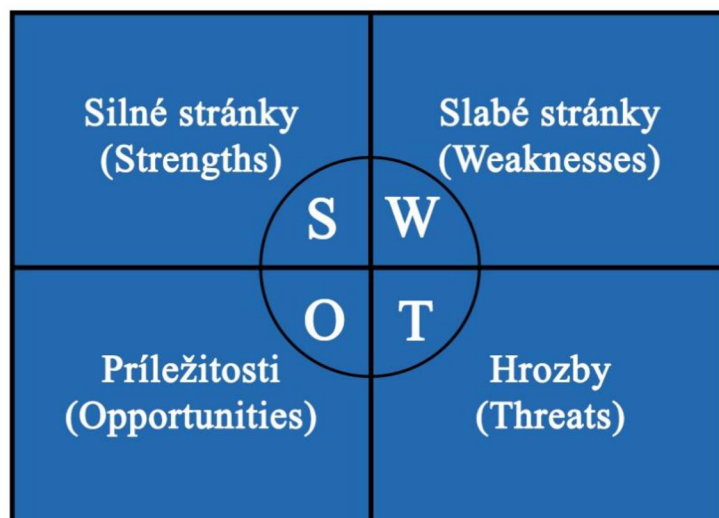 Silné stránky
(Strengths)
Slabé stránky
(Weaknesses)
S
W
O
T
Príležitosti
(Opportunities)
Hrozby
(Threats)